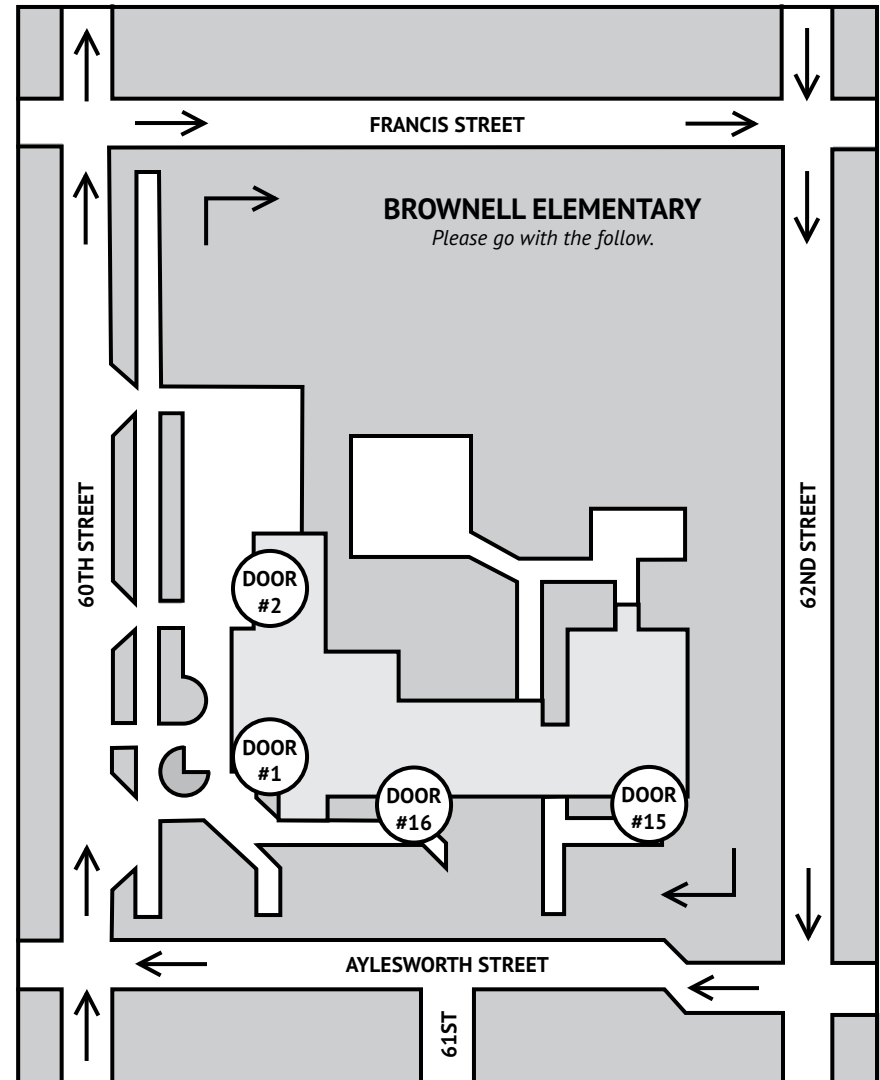 FRANCIS STREET
BROWNELL ELEMENTARY
Please go with the follow.
60TH STREET
62ND STREET
DOOR
#2
DOOR
#1
DOOR
#16
DOOR
#15
AYLESWORTH STREET
61ST